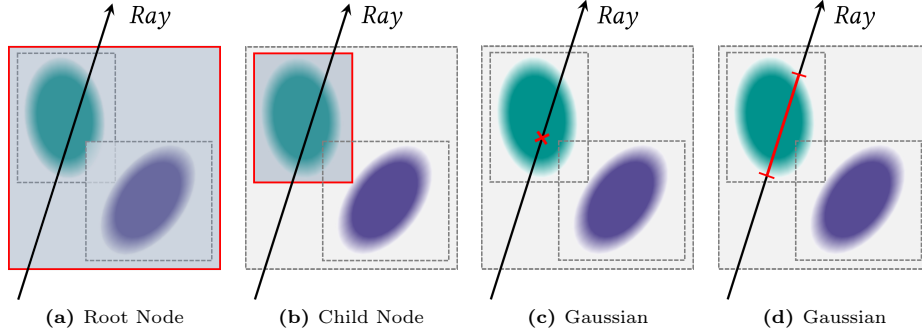 Ray
Ray
Ray
Ray
(a) Root Node
(b) Child Node
(c) Gaussian
(d) Gaussian